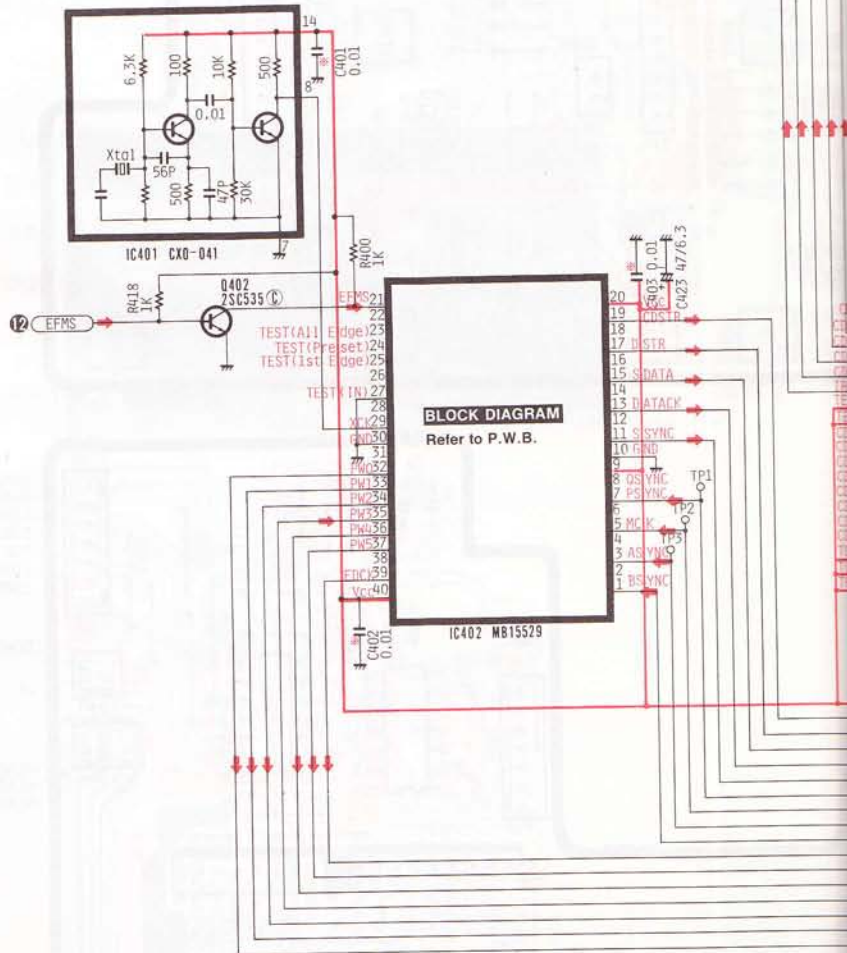 14
C401
0.01
6.3K
100
10K
500
8
0.01
Xtal
56P
500
47P
30K
7
IC401 CXO-041
R400
1K
R418
1K
Q402
2SC535 Ⓒ
⓬ EFMS
EFMS 21
22
TEST(All Edge) 23
TEST(Preset) 24
TEST(1st Edge) 25
26
TEST(IN) 27
28
XCK 29
GND 30
31
PW0 32
PW1 33
PW2 34
PW3 35
PW4 36
PW5 37
38
39
Vcc 40
BLOCK DIAGRAM
Refer to P.W.B.
C403 0.01
C423 47/6.3
20 Vcc
19 CDSTR
18
17 DSTR
16
15 SDATA
14
13 DATACK
12
11 SSYNC
10 GND
9
8 QSYNC
7 PSYNC
6
5 MCLK
4
3 ASYNC
2
1 BSYNC
TP1
TP2
TP3
C402
0.01
IC402 MB15529